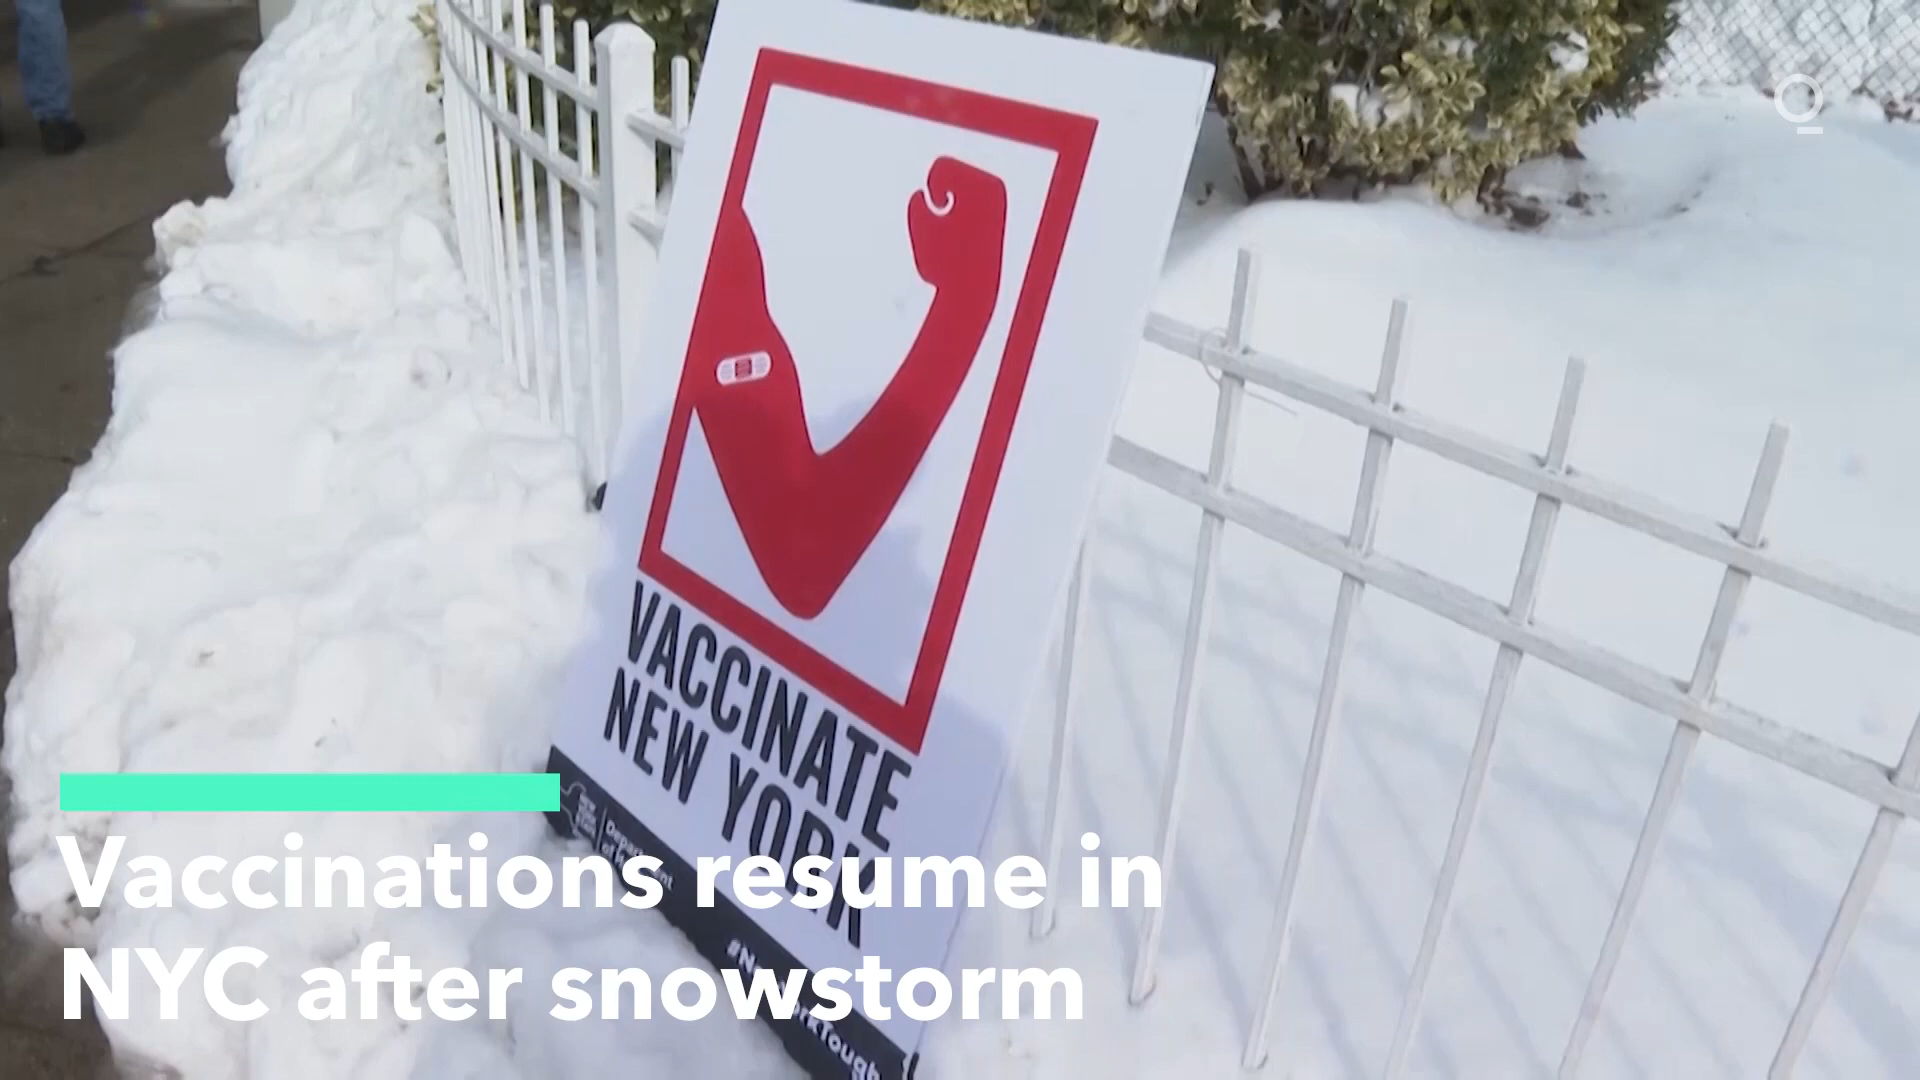 VACCINATE
NEW YORK
Vaccinations resume in
NYC after snowstorm